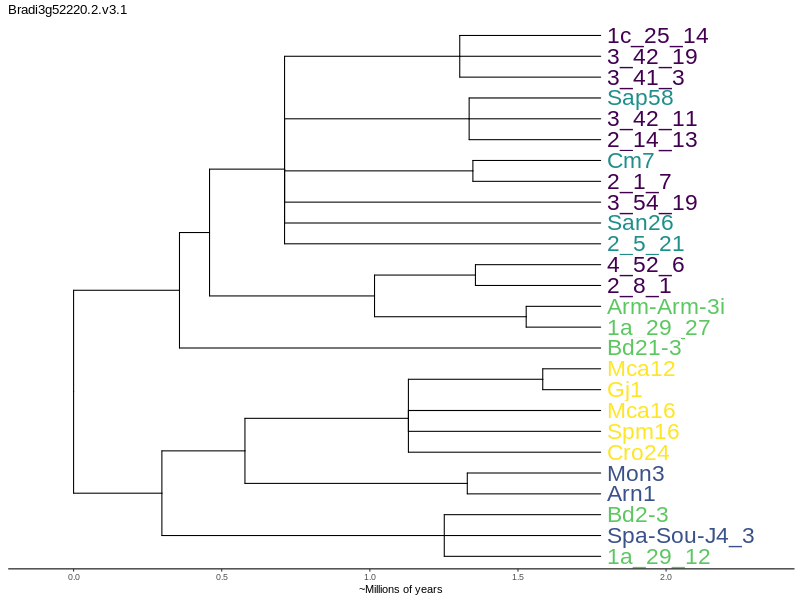 Bradi3g52220.2.v3.1
1c_25_14
3_42_19
3_41_3
Sap58
3_42_11
2_14_13
Cm7
2_1_7
3_54_19
San26
2_5_21
4_52_6
2_8_1
Arm-Arm-3i
1a_29_27
Bd21-3
Mca12
Gj1
Mca16
Spm16
Cro24
Mon3
Arn1
Bd2-3
Spa-Sou-J4_3
1a_29_12
0.0 0.5 1.0 1.5 2.0
~Millions of years